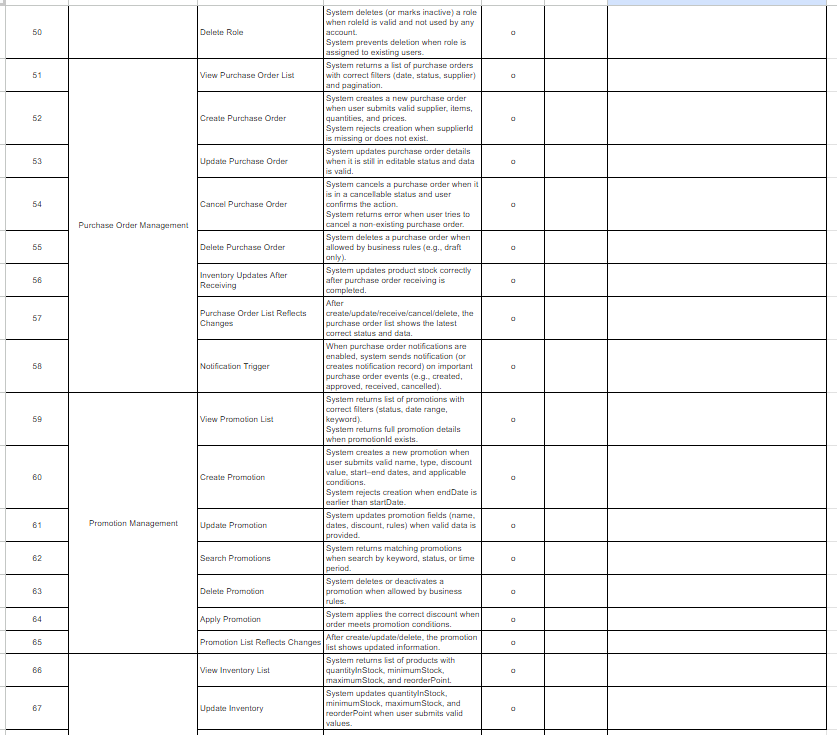 50
Delete Role
System deletes (or marks inactive) a role
when roleId is valid and not used by any
account.
System prevents deletion when role is
assigned to existing users.
o
Purchase Order Management
51
View Purchase Order List
System returns a list of purchase orders
with correct filters (date, status, supplier)
and pagination.
o
52
Create Purchase Order
System creates a new purchase order
when user submits valid supplier, items,
quantities, and prices.
System rejects creation when supplierId
is missing or does not exist.
o
53
Update Purchase Order
System updates purchase order details
when it is still in editable status and data
is valid.
o
54
Cancel Purchase Order
System cancels a purchase order when it
is in a cancellable status and user
confirms the action.
System returns error when user tries to
cancel a non-existing purchase order.
o
55
Delete Purchase Order
System deletes a purchase order when
allowed by business rules (e.g., draft
only).
o
56
Inventory Updates After
Receiving
System updates product stock correctly
after purchase order receiving is
completed.
o
57
Purchase Order List Reflects
Changes
After
create/update/receive/cancel/delete, the
purchase order list shows the latest
correct status and data.
o
58
Notification Trigger
When purchase order notifications are
enabled, system sends notification (or
creates notification record) on important
purchase order events (e.g., created,
approved, received, cancelled).
o
Promotion Management
59
View Promotion List
System returns list of promotions with
correct filters (status, date range,
keyword).
System returns full promotion details
when promotionId exists.
o
60
Create Promotion
System creates a new promotion when
user submits valid name, type, discount
value, start–end dates, and applicable
conditions.
System rejects creation when endDate is
earlier than startDate.
o
61
Update Promotion
System updates promotion fields (name,
dates, discount, rules) when valid data is
provided.
o
62
Search Promotions
System returns matching promotions
when search by keyword, status, or time
period.
o
63
Delete Promotion
System deletes or deactivates a
promotion when allowed by business
rules.
o
64
Apply Promotion
System applies the correct discount when
order meets promotion conditions.
o
65
Promotion List Reflects Changes
After create/update/delete, the promotion
list shows updated information.
o
66
View Inventory List
System returns list of products with
quantityInStock, minimumStock,
maximumStock, and reorderPoint.
o
67
Update Inventory
System updates quantityInStock,
minimumStock, maximumStock, and
reorderPoint when user submits valid
values.
o